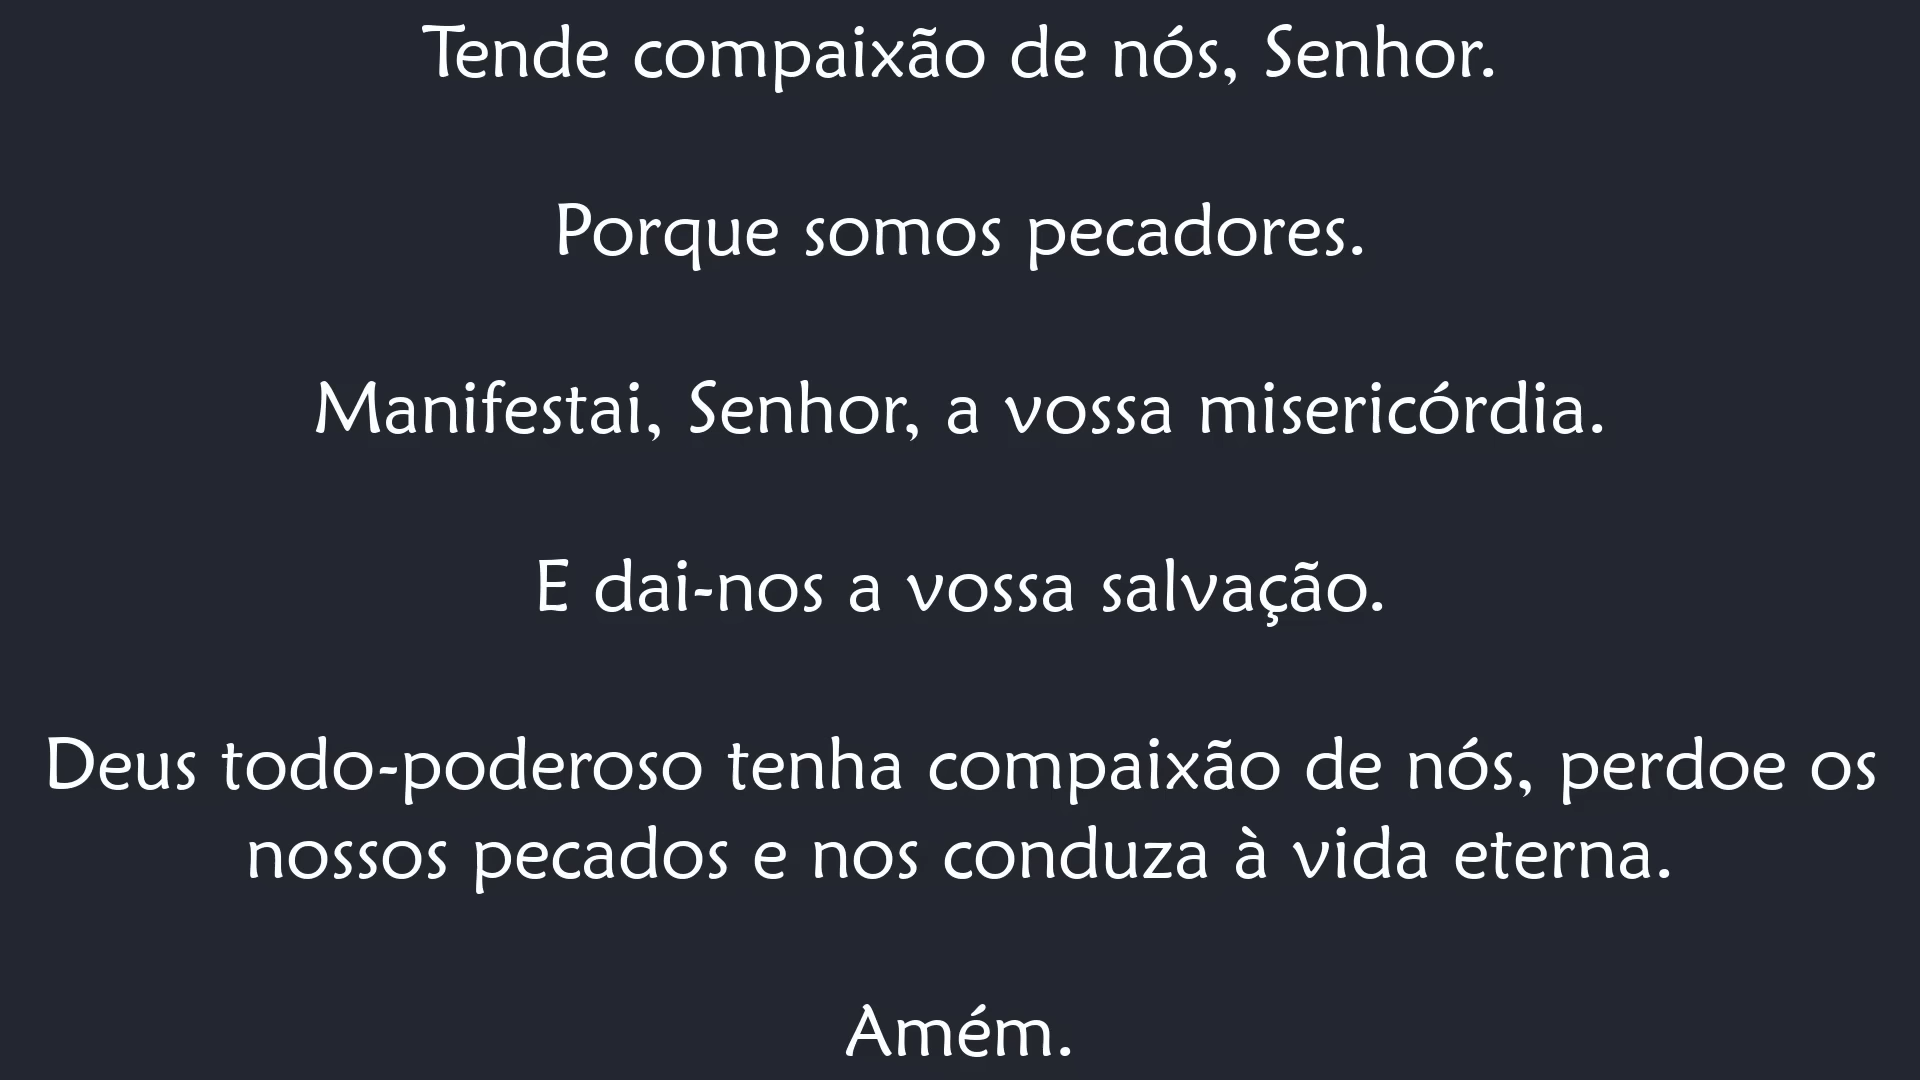 Tende compaixão de nós, Senhor.
Porque somos pecadores.
Manifestai, Senhor, a vossa misericórdia.
E dai-nos a vossa salvação.
Deus todo-poderoso tenha compaixão de nós, perdoe os
nossos pecados e nos conduza à vida eterna.
Amém.